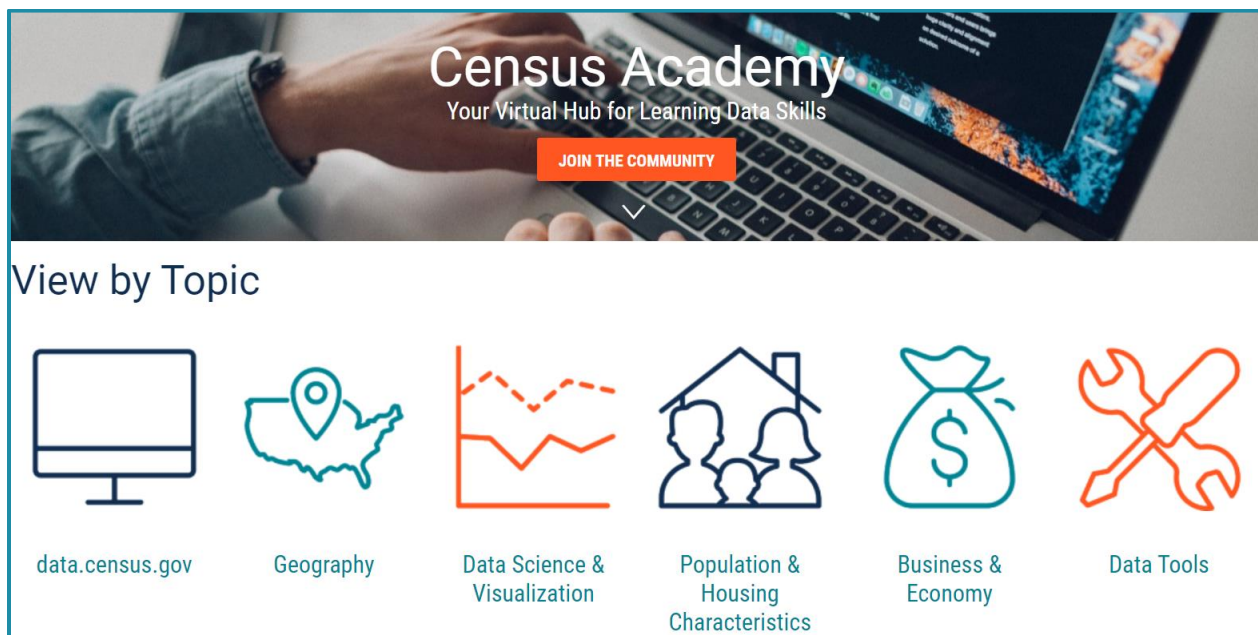 Census Academy
Your Virtual Hub for Learning Data Skills
JOIN THE COMMUNITY
View by Topic
data.census.gov
Geography
Data Science &
Visualization
Population &
Housing
Characteristics
Business &
Economy
Data Tools
$